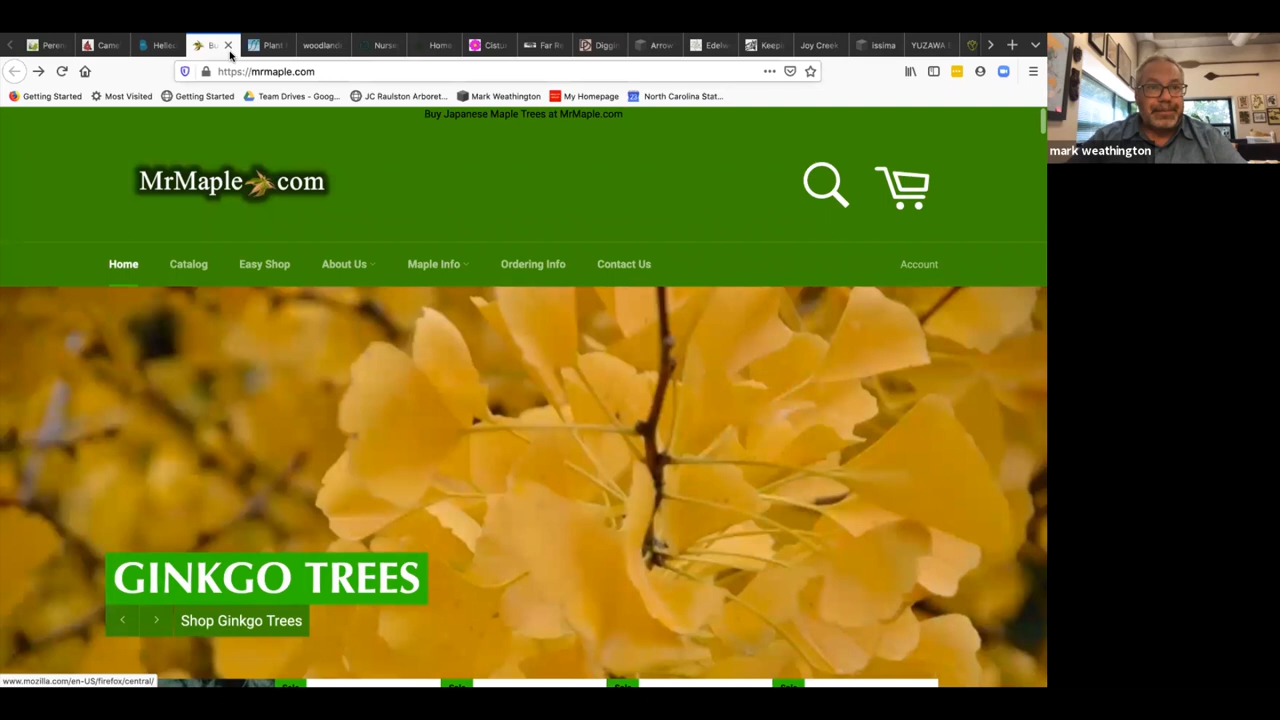 Peren
Came
Helle
Bu
Plant
woodland
Nurse
Home
Cistu
Far Re
Diggi
Arrow
Edelw
Keepi
Joy Creek
issima
YUZAWA
https://mrmaple.com
Getting Started
Most Visited
Getting Started
Team Drives - Goog...
JC Raulston Arboret...
Mark Weathington
My Homepage
North Carolina Stat...
Buy Japanese Maple Trees at MrMaple.com
MrMaple com
Home Catalog Easy Shop About Us Maple Info Ordering Info Contact Us Account
GINKGO TREES
Shop Ginkgo Trees
www.mozilla.com/en-US/firefox/central/
mark weathington